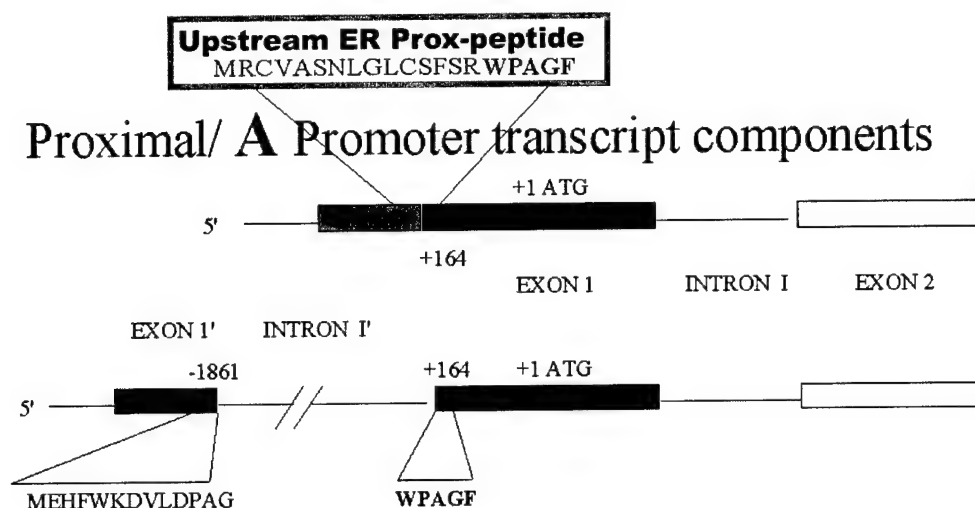 Upstream ER Prox-peptide
MRCVASNLGLCSFSRWPAGF
Proximal/ A Promoter transcript components
+1 ATG
5'
+164
EXON 1 INTRON I EXON 2
EXON 1' INTRON I'
-1861 +164 +1 ATG
5'
MEHFWKDVLDPAG WPAGF